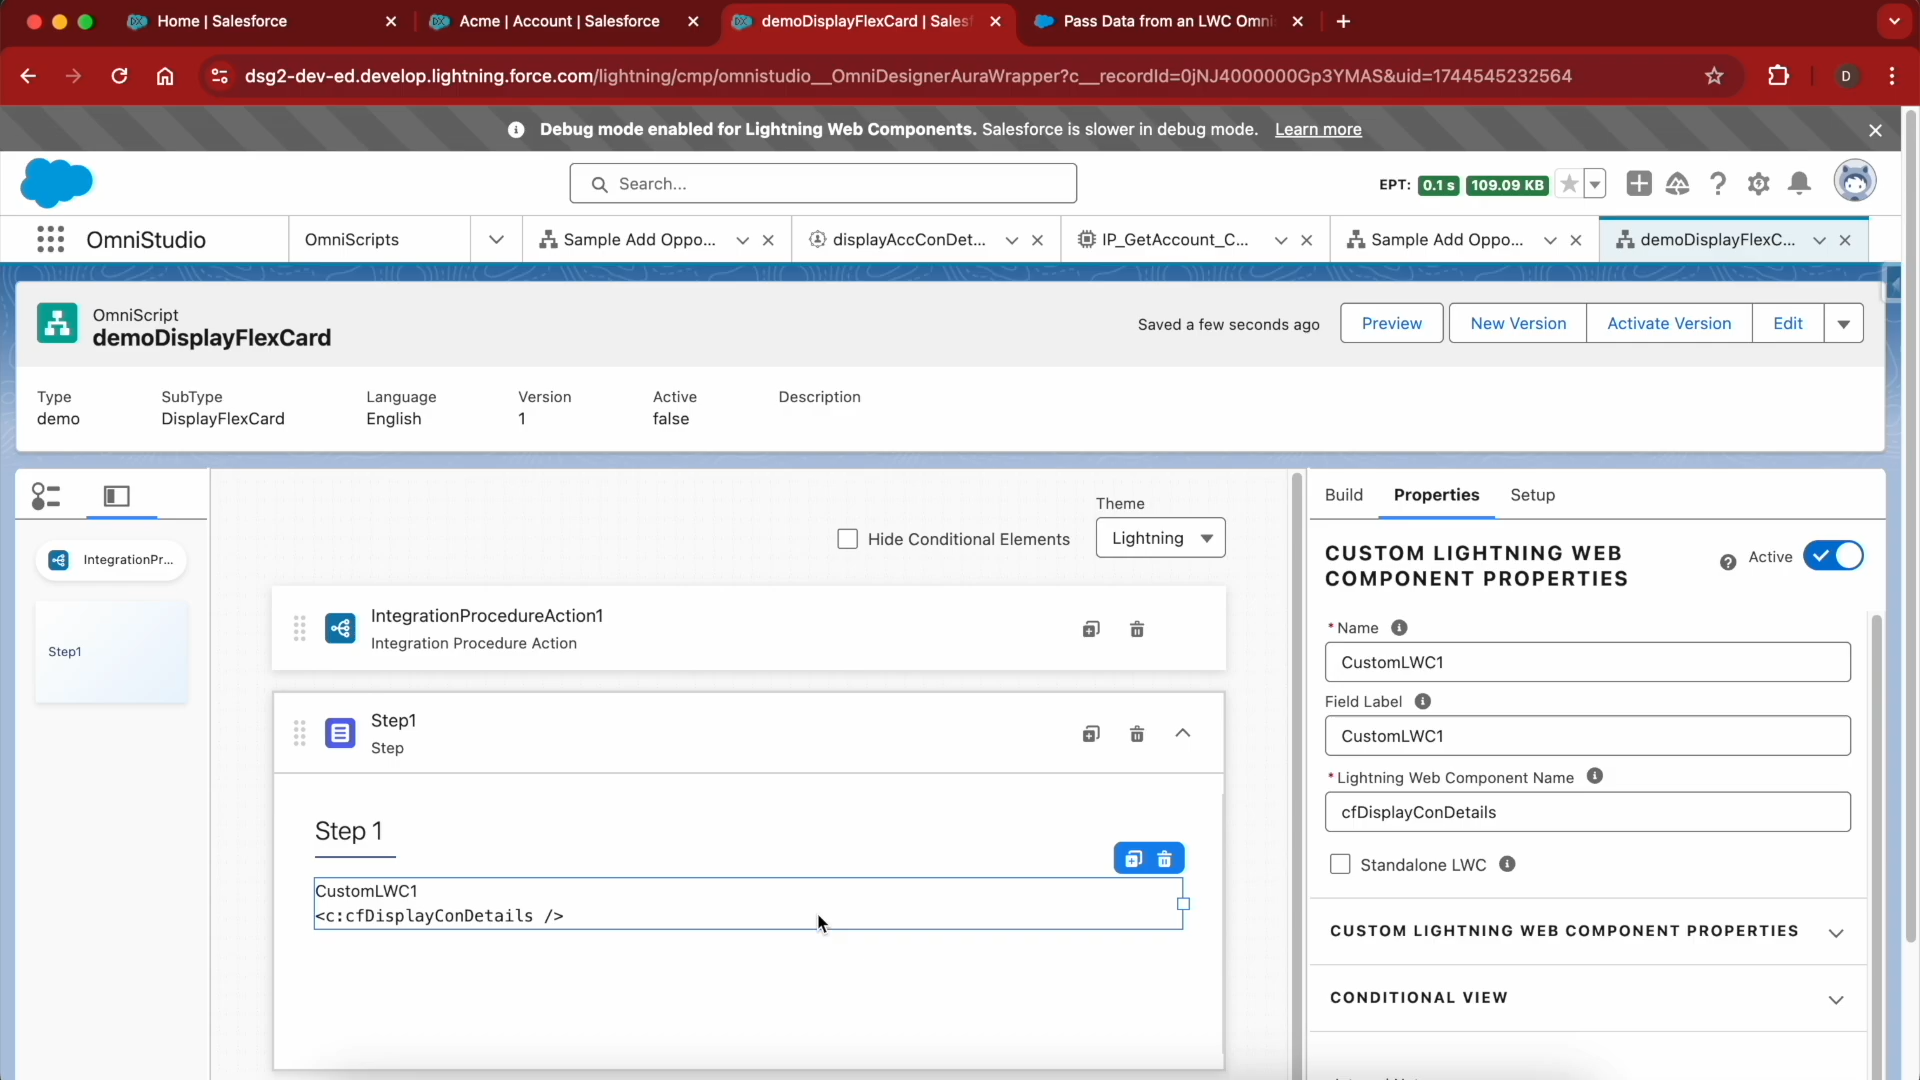 Home | Salesforce
Acme | Account | Salesforce
demoDisplayFlexCard | Sales
Pass Data from an LWC Omni
dsg2-dev-ed.develop.lightning.force.com/lightning/cmp/omnistudio__OmniDesignerAuraWrapper?c__recordId=0jNJ4000000Gp3YMAS&uid=1744545232564
D
Debug mode enabled for Lightning Web Components. Salesforce is slower in debug mode. Learn more
Search...
EPT: 0.1 s 109.09 KB
OmniStudio
OmniScripts
Sample Add Oppo...
displayAccConDet...
IP_GetAccount_C...
Sample Add Oppo...
demoDisplayFlexC...
OmniScript
demoDisplayFlexCard
Saved a few seconds ago
Preview
New Version
Activate Version
Edit
Type
demo
SubType
DisplayFlexCard
Language
English
Version
1
Active
false
Description
IntegrationPr...
Step1
Theme
Hide Conditional Elements
Lightning
IntegrationProcedureAction1
Integration Procedure Action
Step1
Step
Step 1
CustomLWC1
<c:cfDisplayConDetails />
Build
Properties
Setup
CUSTOM LIGHTNING WEB
COMPONENT PROPERTIES
Active
* Name
CustomLWC1
Field Label
CustomLWC1
* Lightning Web Component Name
cfDisplayConDetails
Standalone LWC
CUSTOM LIGHTNING WEB COMPONENT PROPERTIES
CONDITIONAL VIEW